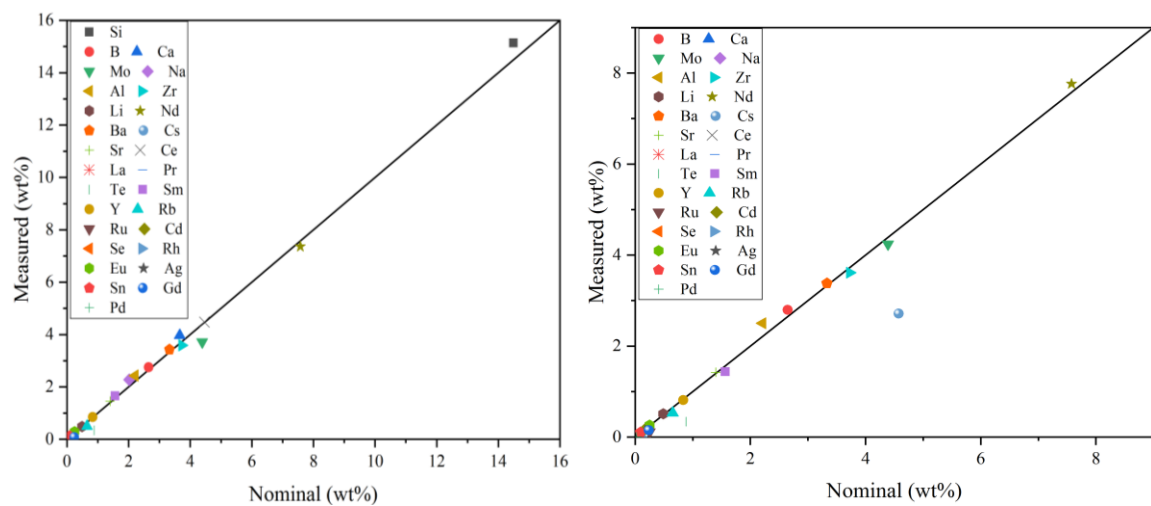 16
14
12
10
8
6
4
2
0
Measured (wt%)
Si
B Ca
Mo Na
Al Zr
Li Nd
Ba Cs
Sr Ce
La Pr
Te Sm
Y Rb
Ru Cd
Se Rh
Eu Ag
Sn Gd
Pd
0 2 4 6 8 10 12 14 16
Nominal (wt%)
8
6
4
2
0
Measured (wt%)
B Ca
Mo Na
Al Zr
Li Nd
Ba Cs
Sr Ce
La Pr
Te Sm
Y Rb
Ru Cd
Se Rh
Eu Ag
Sn Gd
Pd
0 2 4 6 8
Nominal (wt%)